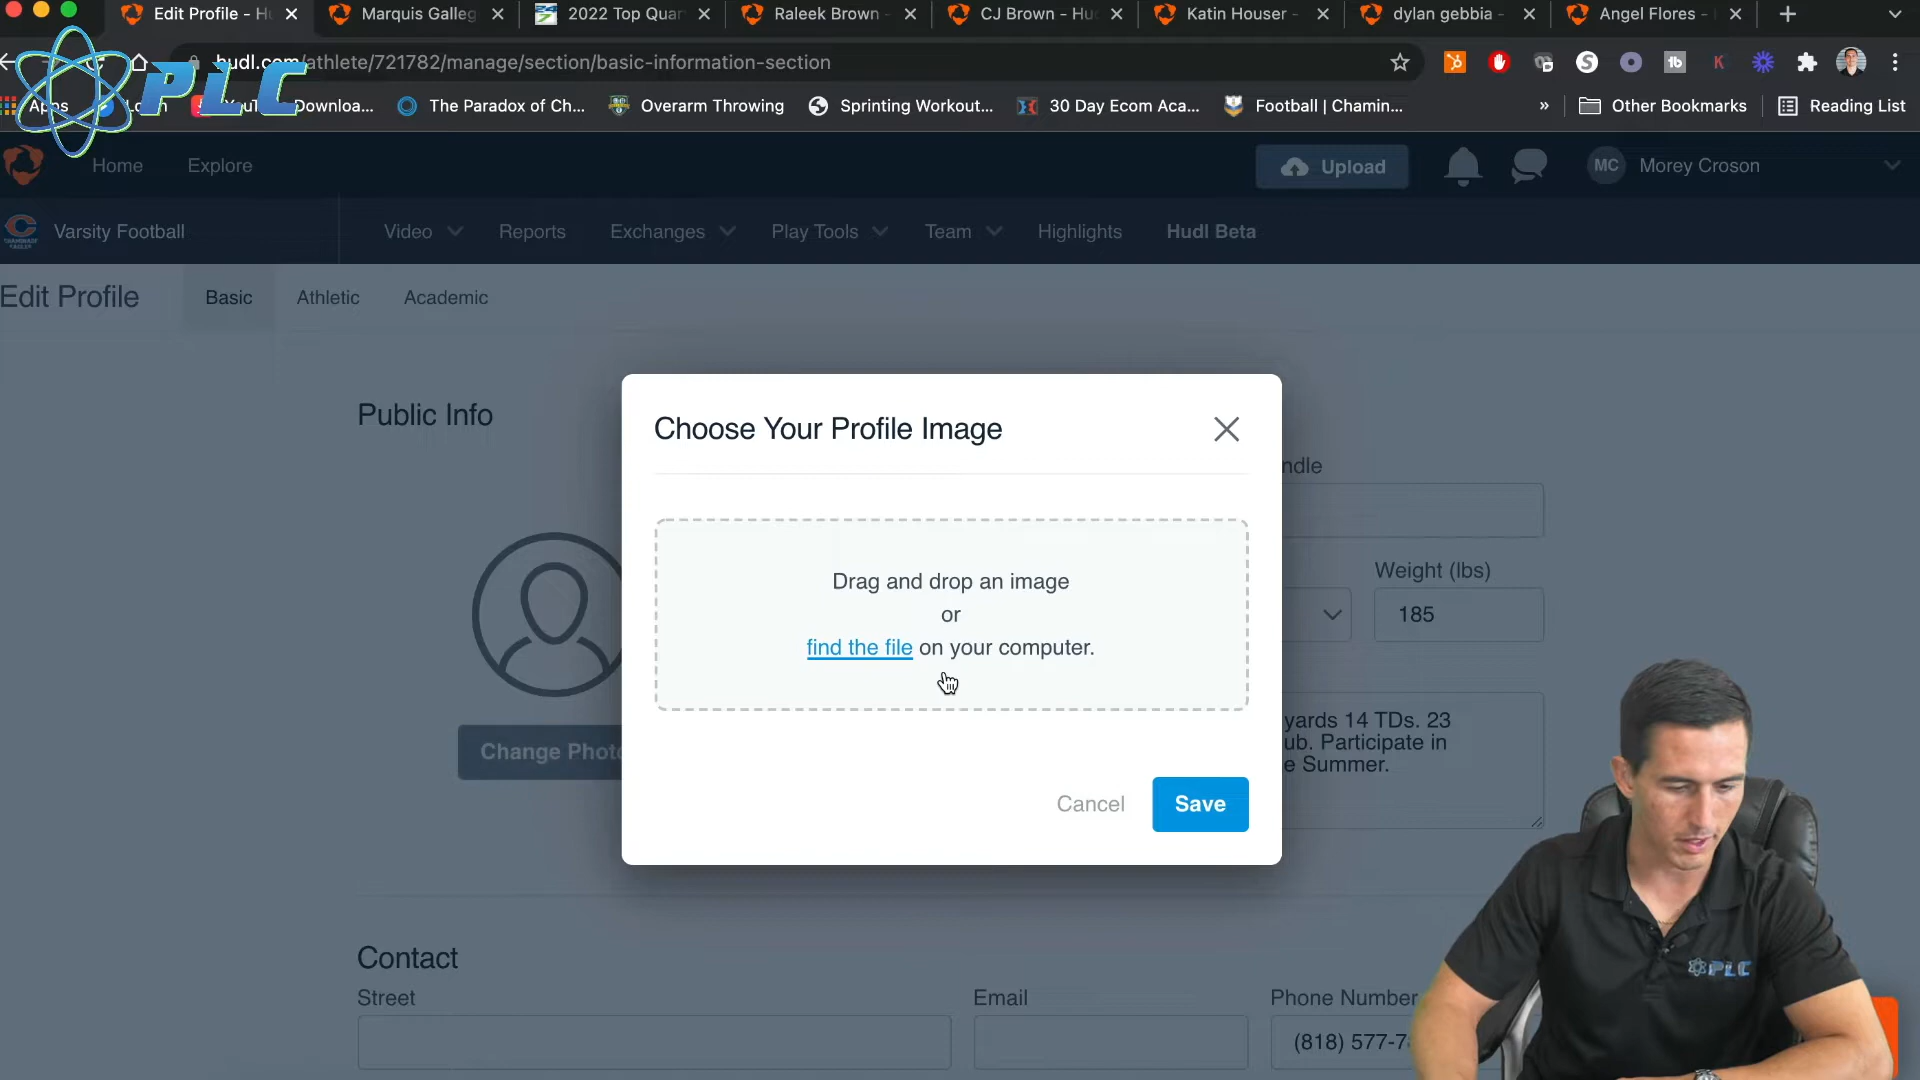 Edit Profile - H
Marquis Galleg
2022 Top Quar
Raleek Brown -
CJ Brown - Hu
Katin Houser -
dylan gebbia -
Angel Flores -
hudl.com/athlete/721782/manage/section/basic-information-section
PLC
Apps
YouTu
Downloa...
The Paradox of Ch...
Overarm Throwing
Sprinting Workout...
30 Day Ecom Aca...
Football | Chamin...
»
Other Bookmarks
Reading List
Home
Explore
Upload
MC
Morey Croson
Varsity Football
Video
Reports
Exchanges
Play Tools
Team
Highlights
Hudl Beta
Edit Profile
Basic
Athletic
Academic
Public Info
Choose Your Profile Image
ndle
Drag and drop an image
or
find the file on your computer.
Weight (lbs)
185
Change Phot
yards 14 TDs. 23
ub. Participate in
e Summer.
Cancel
Save
Contact
Street
Email
Phone Number
(818) 577-7
PLC